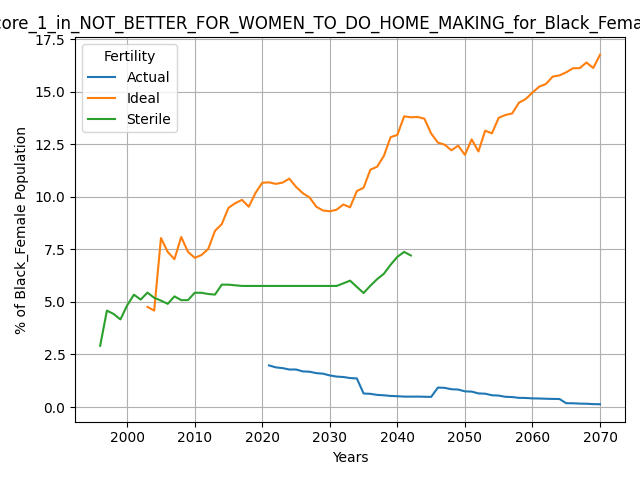 core_1_in_NOT_BETTER_FOR_WOMEN_TO_DO_HOME_MAKING_for_Black_Fema
Fertility
Actual
Ideal
Sterile
% of Black_Female Population
17.5
15.0
12.5
10.0
7.5
5.0
2.5
0.0
2000 2010 2020 2030 2040 2050 2060 2070
Years